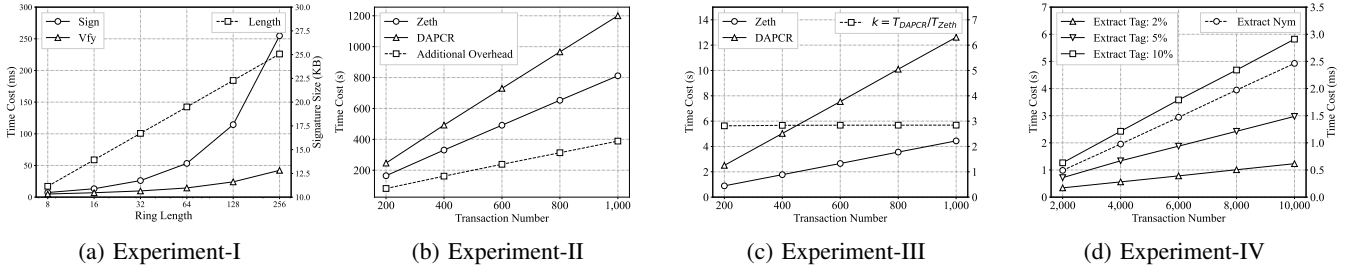 300
250
200
150
100
50
0
Time Cost (ms)
Sign
Vfy
Length
30.0
27.5
25.0
22.5
20.0
17.5
15.0
12.5
10.0
Signature Size (KB)
8 16 32 64 128 256
Ring Length
(a) Experiment-I
1200
1000
800
600
400
200
Time Cost (s)
Zeth
DAPCR
Additional Overhead
200 400 600 800 1,000
Transaction Number
(b) Experiment-II
14
12
10
8
6
4
2
0
Time Cost (s)
Zeth
DAPCR
k = T_DAPCR/T_Zeth
7
6
5
4
3
2
1
0
200 400 600 800 1,000
Transaction Number
(c) Experiment-III
7
6
5
4
3
2
1
0
Time Cost (s)
Extract Tag: 2%
Extract Tag: 5%
Extract Tag: 10%
Extract Nym
3.5
3.0
2.5
2.0
1.5
1.0
0.5
0.0
Time Cost (ms)
2,000 4,000 6,000 8,000 10,000
Transaction Number
(d) Experiment-IV